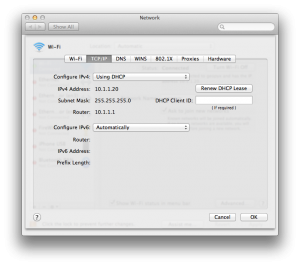 Network
Show All
Wi-Fi
Wi-Fi TCP/IP DNS WINS 802.1X Proxies Hardware
Configure IPv4: Using DHCP
IPv4 Address: 10.1.1.20 Renew DHCP Lease
Subnet Mask: 255.255.255.0 DHCP Client ID:
( If required )
Router: 10.1.1.1
Configure IPv6: Automatically
Router:
IPv6 Address:
Prefix Length:
? Cancel OK